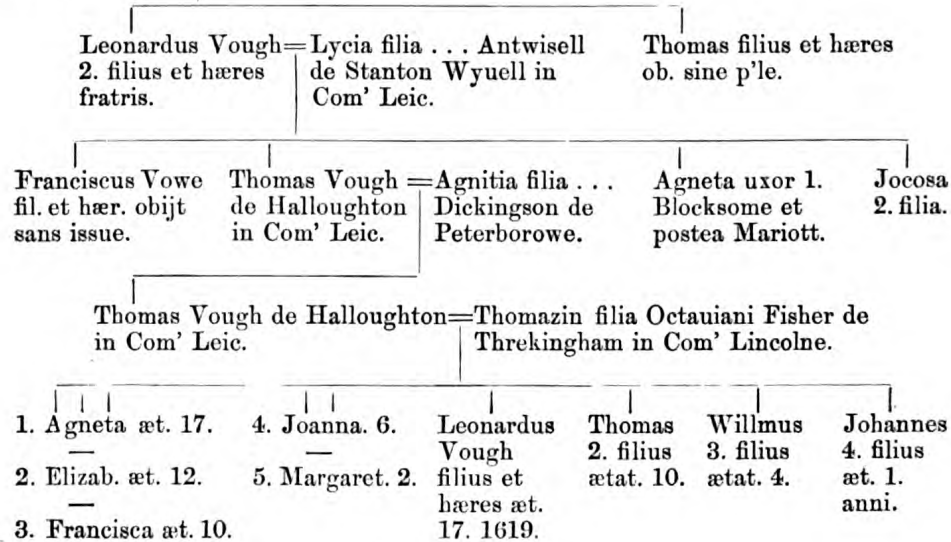 Leonardus Vough=Lycia filia . . . Antwisell
2. filius et hæres de Stanton Wyuell in
fratris. Com' Leic.
Thomas filius et hæres
ob. sine p'le.
Franciscus Vowe
fil. et hær. obijt
sans issue.
Thomas Vough =Agnitia filia . . .
de Halloughton Dickingson de
in Com' Leic. Peterborowe.
Agneta uxor 1.
Blocksome et
postea Mariott.
Jocosa
2. filia.
Thomas Vough de Halloughton=Thomazin filia Octauiani Fisher de
in Com' Leic. Threkingham in Com' Lincolne.
1. Agneta æt. 17.
2. Elizab. æt. 12.
3. Francisca æt. 10.
4. Joanna. 6.
5. Margaret. 2.
Leonardus
Vough
filius et
hæres æt.
17. 1619.
Thomas
2. filius
ætat. 10.
Willmus
3. filius
ætat. 4.
Johannes
4. filius
æt. 1.
anni.